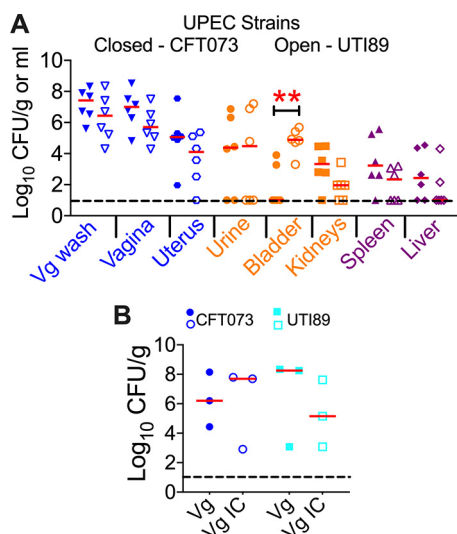 A
UPEC Strains
Closed - CFT073 Open - UTI89
Log10 CFU/g or ml
10
8
6
4
2
0
**
Vg wash
Vagina
Uterus
Urine
Bladder
Kidneys
Spleen
Liver
B
CFT073 UTI89
Log10 CFU/g
10
8
6
4
2
0
Vg
Vg IC
Vg
Vg IC